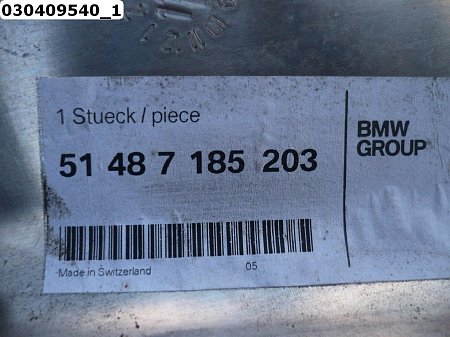 030409540_1
1 Stueck / piece
51 48 7 185 203
BMW
GROUP
Made in Switzerland
05